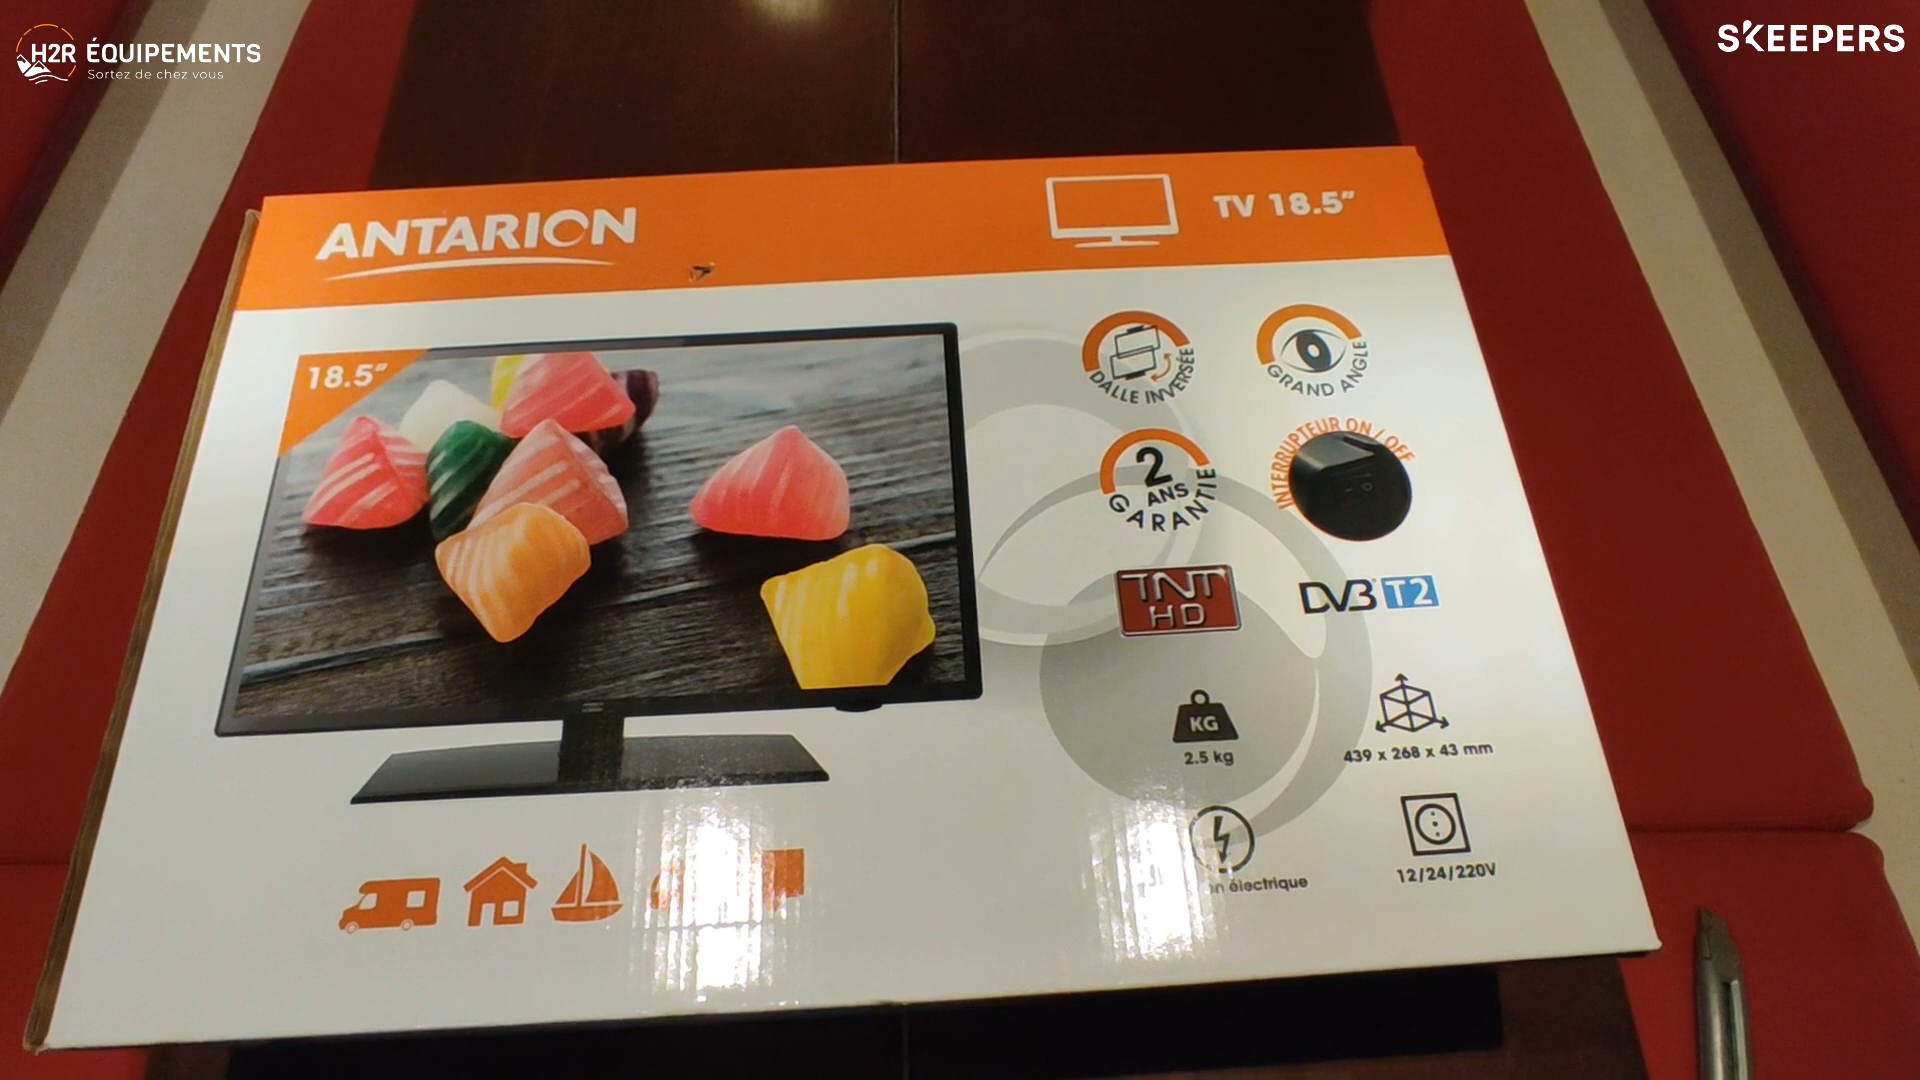 H2R ÉQUIPEMENTS
Sortez de chez vous
SKEEPERS
ANTARION
TV 18.5”
18.5”
DALLE INVERSÉE
GRAND ANGLE
2
ANS
GARANTIE
INTERRUPTEUR ON / OFF
TNT
HD
DVB T2
KG
2.5 kg
439 x 268 x 43 mm
électrique
12/24/220V